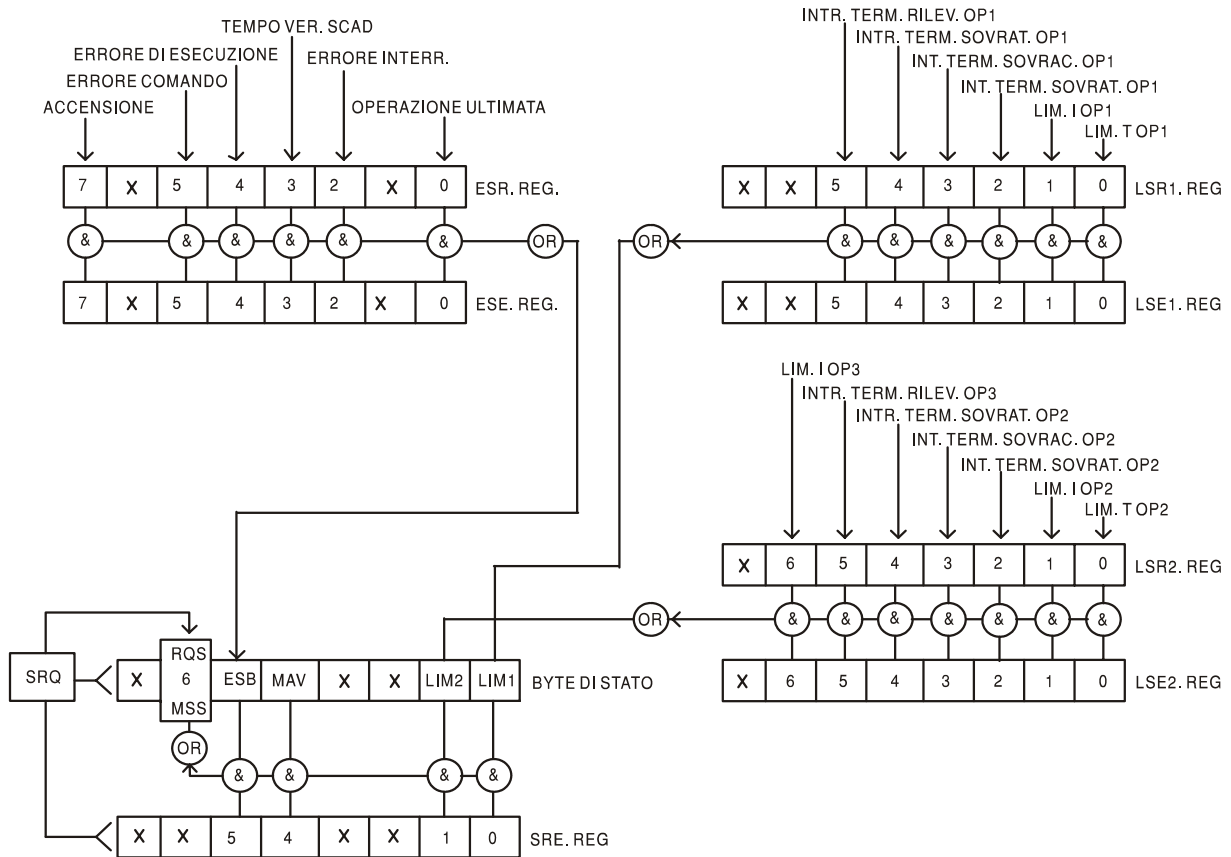 TEMPO VER. SCAD
ERRORE DI ESECUZIONE
ERRORE INTERR.
ERRORE COMANDO
ACCENSIONE
OPERAZIONE ULTIMATA
7 X 5 4 3 2 X 0 ESR. REG.
& & & & & & OR
7 X 5 4 3 2 X 0 ESE. REG.
INTR. TERM. RILEV. OP1
INTR. TERM. SOVRAT. OP1
INT. TERM. SOVRAC. OP1
INT. TERM. SOVRAT. OP1
LIM. I OP1
LIM. T OP1
X X 5 4 3 2 1 0 LSR1. REG
OR & & & & & &
X X 5 4 3 2 1 0 LSE1. REG
LIM. I OP3
INTR. TERM. RILEV. OP3
INTR. TERM. SOVRAT. OP2
INT. TERM. SOVRAC. OP2
INT. TERM. SOVRAT. OP2
LIM. I OP2
LIM. T OP2
X 6 5 4 3 2 1 0 LSR2. REG
OR & & & & & & &
X 6 5 4 3 2 1 0 LSE2. REG
RQS
SRQ X 6 ESB MAV X X LIM2 LIM1 BYTE DI STATO
MSS
OR
& & & &
X X 5 4 X X 1 0 SRE. REG